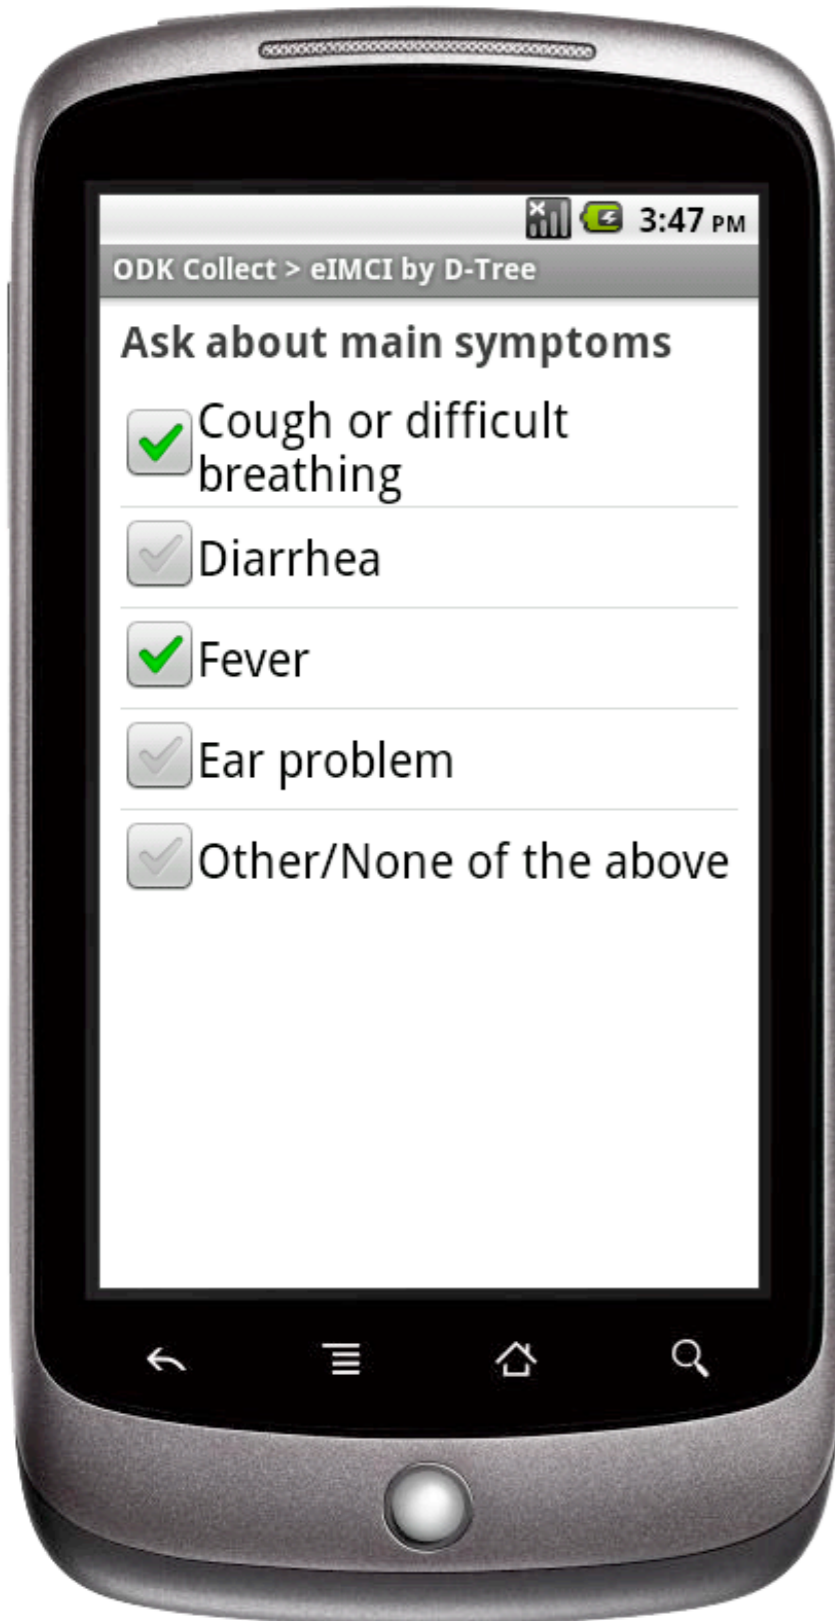 3:47 PM
ODK Collect > eIMCI by D-Tree
Ask about main symptoms
Cough or difficult
breathing
Diarrhea
Fever
Ear problem
Other/None of the above